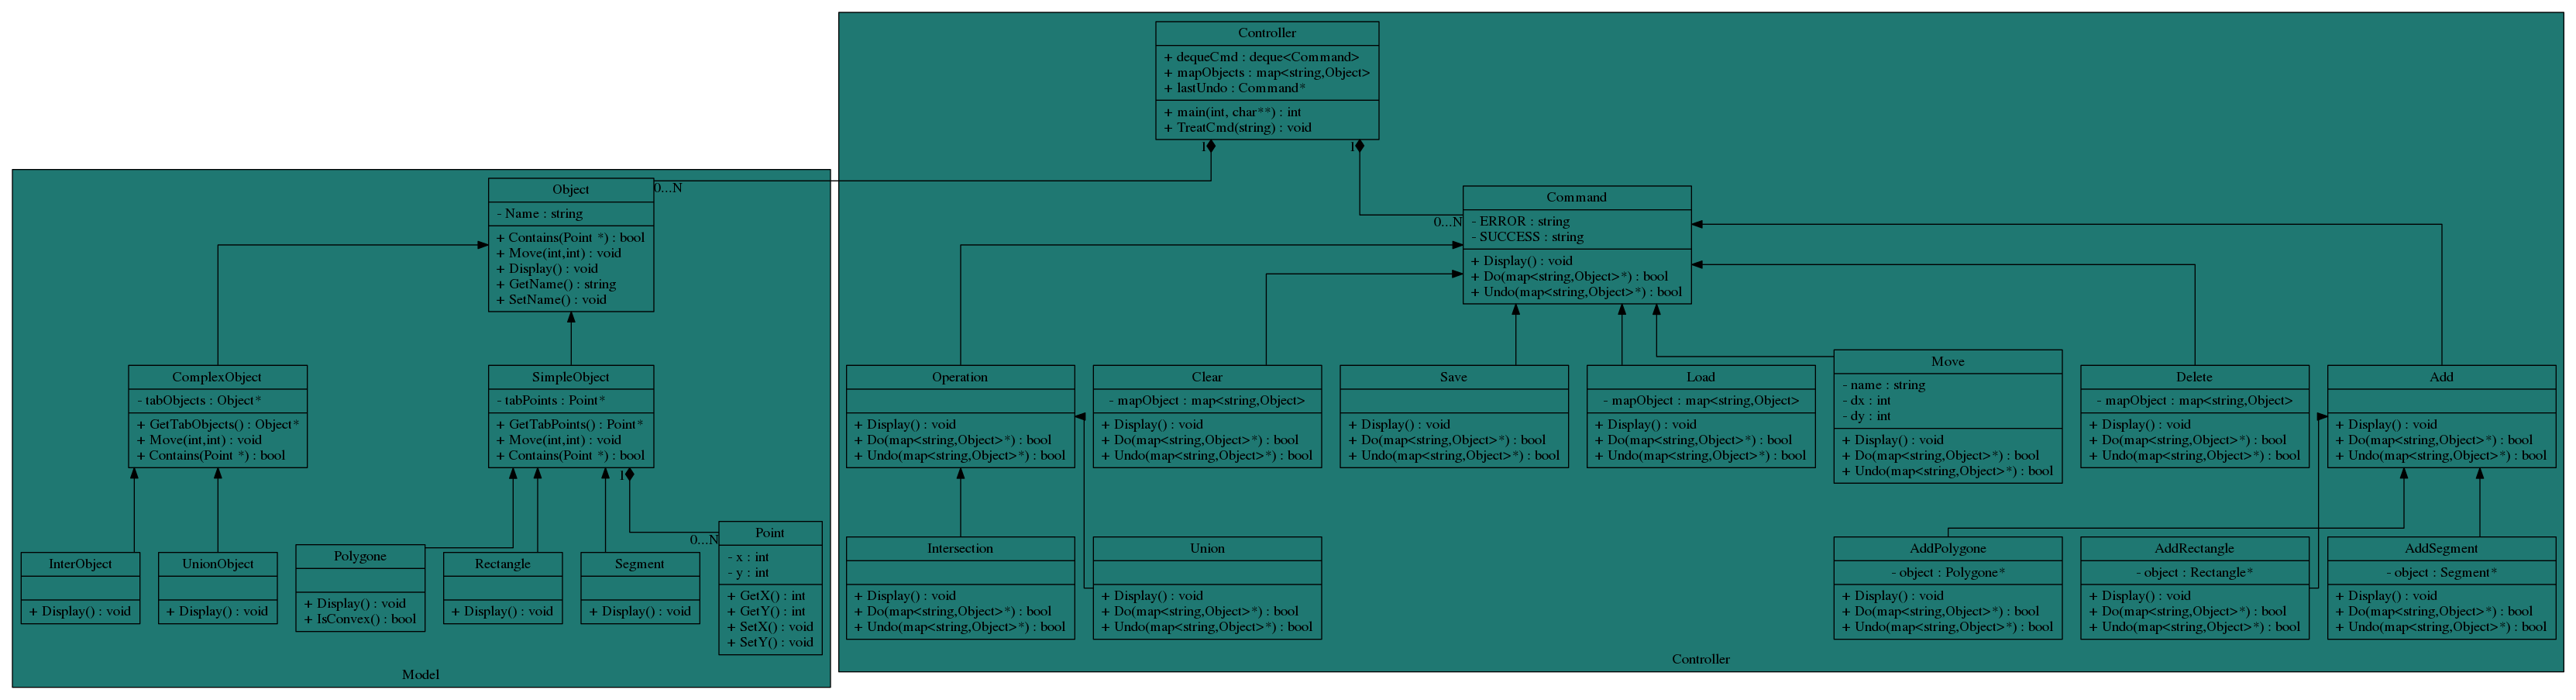 Controller
+ dequeCmd : deque<Command>
+ mapObjects : map<string,Object>
+ lastUndo : Command*
+ main(int, char**) : int
+ TreatCmd(string) : void
1
1
Object
- Name : string
+ Contains(Point *) : bool
+ Move(int,int) : void
+ Display() : void
+ GetName() : string
+ SetName() : void
0...N
Command
- ERROR : string
- SUCCESS : string
+ Display() : void
+ Do(map<string,Object>*) : bool
+ Undo(map<string,Object>*) : bool
0...N
ComplexObject
- tabObjects : Object*
+ GetTabObjects() : Object*
+ Move(int,int) : void
+ Contains(Point *) : bool
SimpleObject
- tabPoints : Point*
+ GetTabPoints() : Point*
+ Move(int,int) : void
+ Contains(Point *) : bool
1
Operation
+ Display() : void
+ Do(map<string,Object>*) : bool
+ Undo(map<string,Object>*) : bool
Clear
- mapObject : map<string,Object>
+ Display() : void
+ Do(map<string,Object>*) : bool
+ Undo(map<string,Object>*) : bool
Save
+ Display() : void
+ Do(map<string,Object>*) : bool
+ Undo(map<string,Object>*) : bool
Load
- mapObject : map<string,Object>
+ Display() : void
+ Do(map<string,Object>*) : bool
+ Undo(map<string,Object>*) : bool
Move
- name : string
- dx : int
- dy : int
+ Display() : void
+ Do(map<string,Object>*) : bool
+ Undo(map<string,Object>*) : bool
Delete
- mapObject : map<string,Object>
+ Display() : void
+ Do(map<string,Object>*) : bool
+ Undo(map<string,Object>*) : bool
Add
+ Display() : void
+ Do(map<string,Object>*) : bool
+ Undo(map<string,Object>*) : bool
InterObject
+ Display() : void
UnionObject
+ Display() : void
Polygone
+ Display() : void
+ IsConvex() : bool
Rectangle
+ Display() : void
Segment
+ Display() : void
0...N
Point
- x : int
- y : int
+ GetX() : int
+ GetY() : int
+ SetX() : void
+ SetY() : void
Intersection
+ Display() : void
+ Do(map<string,Object>*) : bool
+ Undo(map<string,Object>*) : bool
Union
+ Display() : void
+ Do(map<string,Object>*) : bool
+ Undo(map<string,Object>*) : bool
AddPolygone
- object : Polygone*
+ Display() : void
+ Do(map<string,Object>*) : bool
+ Undo(map<string,Object>*) : bool
AddRectangle
- object : Rectangle*
+ Display() : void
+ Do(map<string,Object>*) : bool
+ Undo(map<string,Object>*) : bool
AddSegment
- object : Segment*
+ Display() : void
+ Do(map<string,Object>*) : bool
+ Undo(map<string,Object>*) : bool
Model
Controller